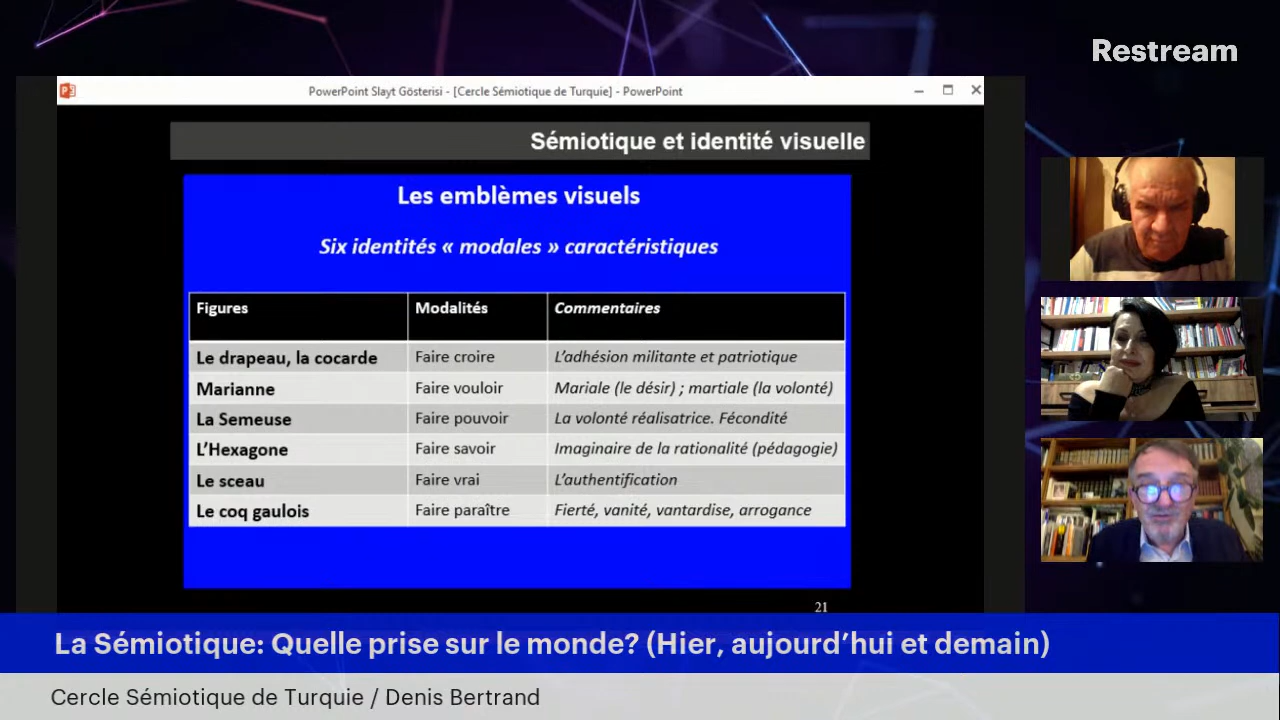 Restream
PowerPoint Slayt Gösterisi - [Cercle Sémiotique de Turquie] - PowerPoint
Sémiotique et identité visuelle
Les emblèmes visuels
Six identités « modales » caractéristiques
Figures Modalités Commentaires
Le drapeau, la cocarde Faire croire L’adhésion militante et patriotique
Marianne Faire vouloir Mariale (le désir) ; martiale (la volonté)
La Semeuse Faire pouvoir La volonté réalisatrice. Fécondité
L’Hexagone Faire savoir Imaginaire de la rationalité (pédagogie)
Le sceau Faire vrai L’authentification
Le coq gaulois Faire paraître Fierté, vanité, vantardise, arrogance
21
La Sémiotique: Quelle prise sur le monde? (Hier, aujourd’hui et demain)
Cercle Sémiotique de Turquie / Denis Bertrand